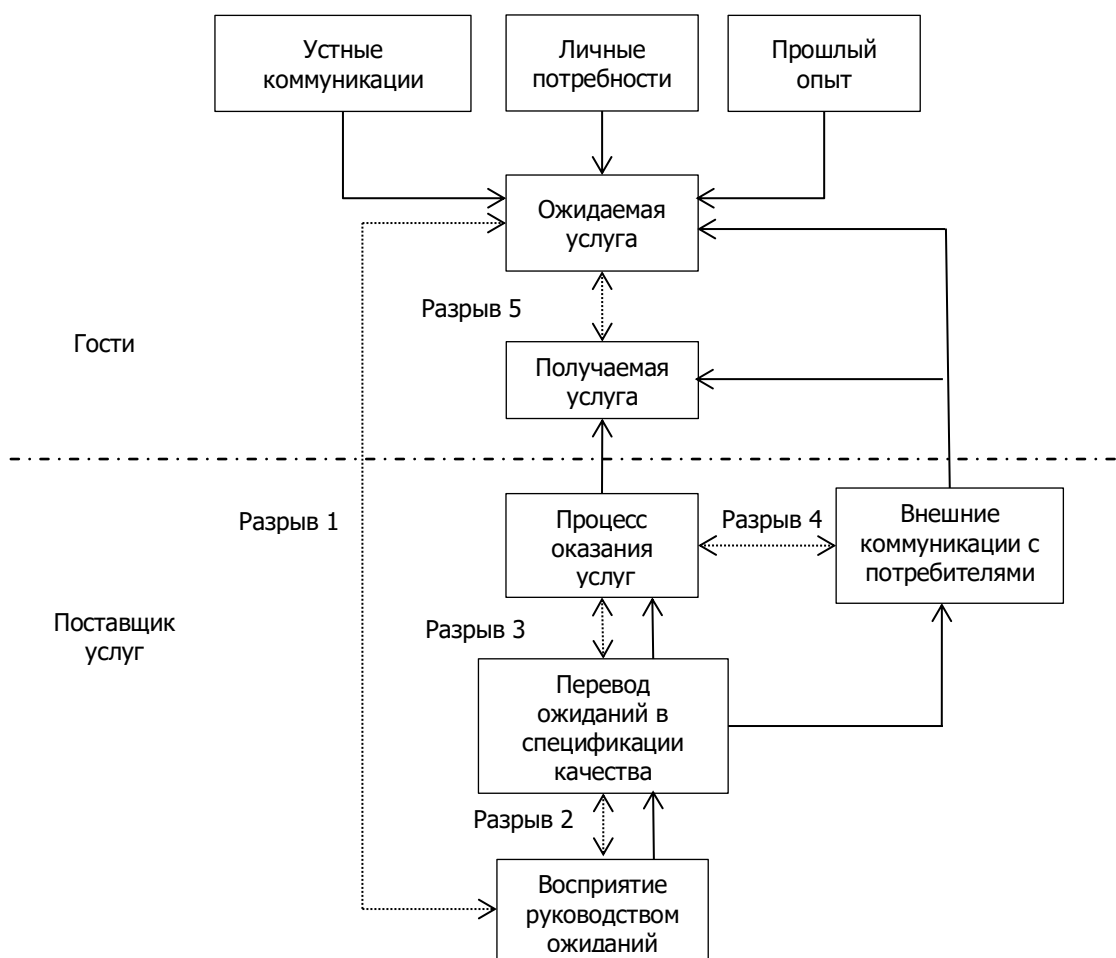 Устные
коммуникации
Личные
потребности
Прошлый
опыт
Ожидаемая
услуга
Разрыв 5
Гости
Получаемая
услуга
Разрыв 1
Процесс
оказания
услуг
Разрыв 4
Внешние
коммуникации с
потребителями
Поставщик
услуг
Разрыв 3
Перевод
ожиданий в
спецификации
качества
Разрыв 2
Восприятие
руководством
ожиданий